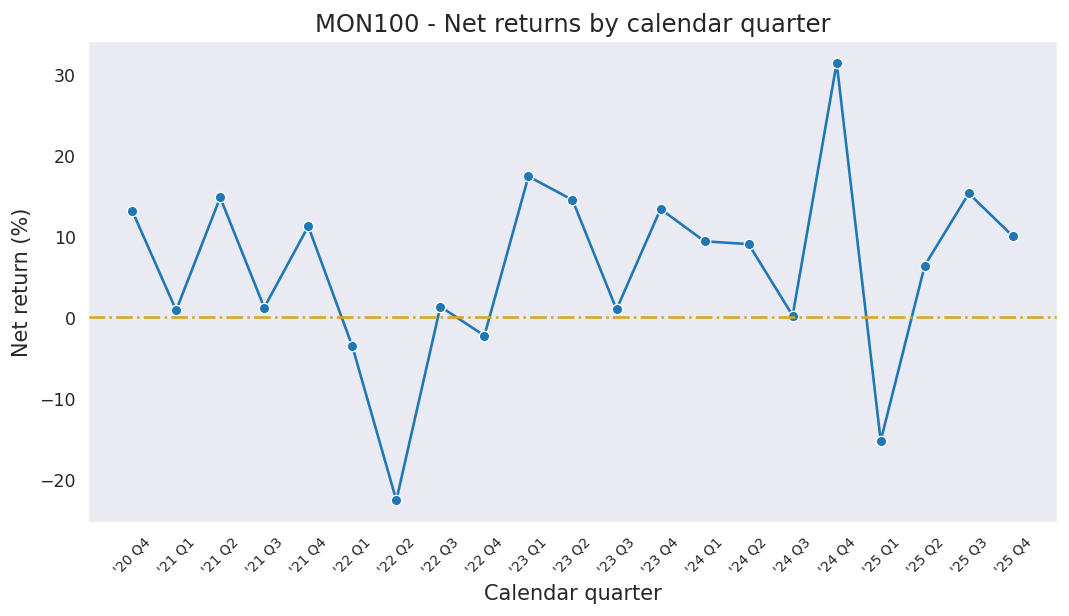 MON100 - Net returns by calendar quarter
Net return (%)
30
20
10
0
−10
−20
'20 Q4
'21 Q1
'21 Q2
'21 Q3
'21 Q4
'22 Q1
'22 Q2
'22 Q3
'22 Q4
'23 Q1
'23 Q2
'23 Q3
'23 Q4
'24 Q1
'24 Q2
'24 Q3
'24 Q4
'25 Q1
'25 Q2
'25 Q3
'25 Q4
Calendar quarter